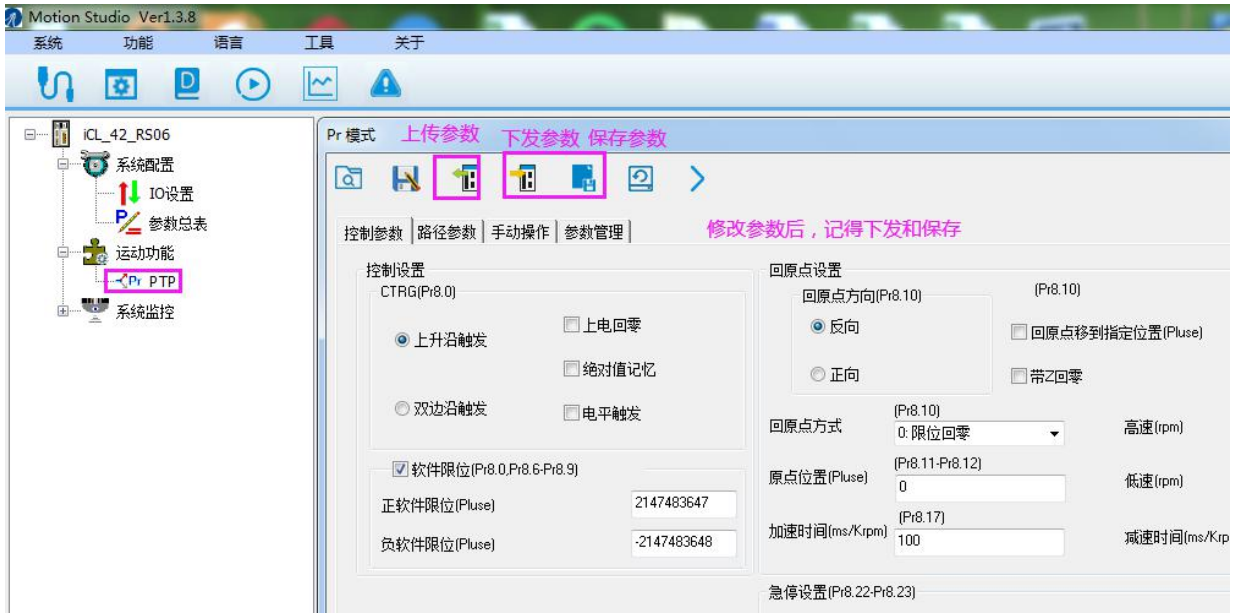 Motion Studio Ver1.3.8
系统 功能 语言 工具 关于
iCL_42_RS06
系统配置
IO设置
参数总表
运动功能
Pr PTP
系统监控
Pr 模式 上传参数 下发参数 保存参数
控制参数 路径参数 手动操作 参数管理 修改参数后，记得下发和保存
控制设置
CTRG(Pr8.0)
上升沿触发
双边沿触发
上电回零
绝对值记忆
电平触发
软件限位(Pr8.0,Pr8.6-Pr8.9)
正软件限位(Pluse) 2147483647
负软件限位(Pluse) -2147483648
回原点设置
回原点方向(Pr8.10)
反向
正向
(Pr8.10)
回原点移到指定位置(Pluse)
带Z回零
(Pr8.10)
回原点方式 0: 限位回零 高速(rpm)
(Pr8.11-Pr8.12)
原点位置(Pluse) 0 低速(rpm)
(Pr8.17)
加速时间(ms/Krpm) 100 减速时间(ms/Krp
急停设置(Pr8.22-Pr8.23)